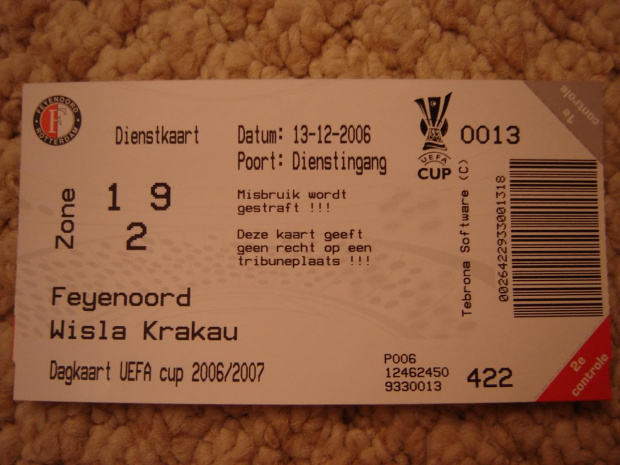 FEYENOORD
ROTTERDAM
Dienstkaart
Datum: 13-12-2006
Poort: Dienstingang
UEFA
CUP
0013
1e controle
Zone
1 9
2
Misbruik wordt
gestraft !!!
Deze kaart geeft
geen recht op een
tribuneplaats !!!
Tebrona Software (C)
0026422933001318
Feyenoord
Wisla Krakau
Dagkaart UEFA cup 2006/2007
P006
12462450
9330013
422
2e controle